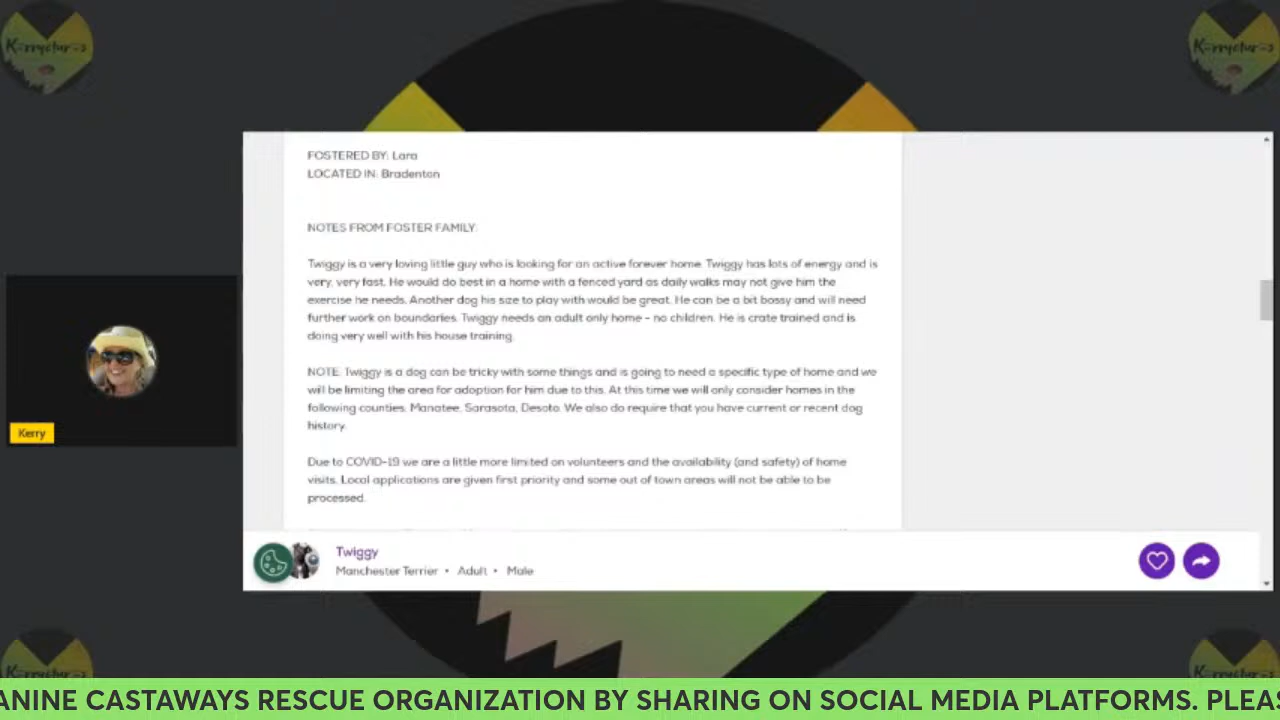 Kerryctur=s
Kerryctur=s
FOSTERED BY: Lara
LOCATED IN: Bradenton
NOTES FROM FOSTER FAMILY:
Twiggy is a very loving little guy who is looking for an active forever home. Twiggy has lots of energy and is
very, very fast. He would do best in a home with a fenced yard as daily walks may not give him the
exercise he needs. Another dog his size to play with would be great. He can be a bit bossy and will need
further work on boundaries. Twiggy needs an adult only home - no children. He is crate trained and is
doing very well with his house training.
NOTE: Twiggy is a dog can be tricky with some things and is going to need a specific type of home and we
will be limiting the area for adoption for him due to this. At this time we will only consider homes in the
following counties. Manatee, Sarasota, Desoto. We also do require that you have current or recent dog
history.
Due to COVID-19 we are a little more limited on volunteers and the availability (and safety) of home
visits. Local applications are given first priority and some out of town areas will not be able to be
processed.
Kerry
Twiggy
Manchester Terrier • Adult • Male
ANINE CASTAWAYS RESCUE ORGANIZATION BY SHARING ON SOCIAL MEDIA PLATFORMS. PLEAS